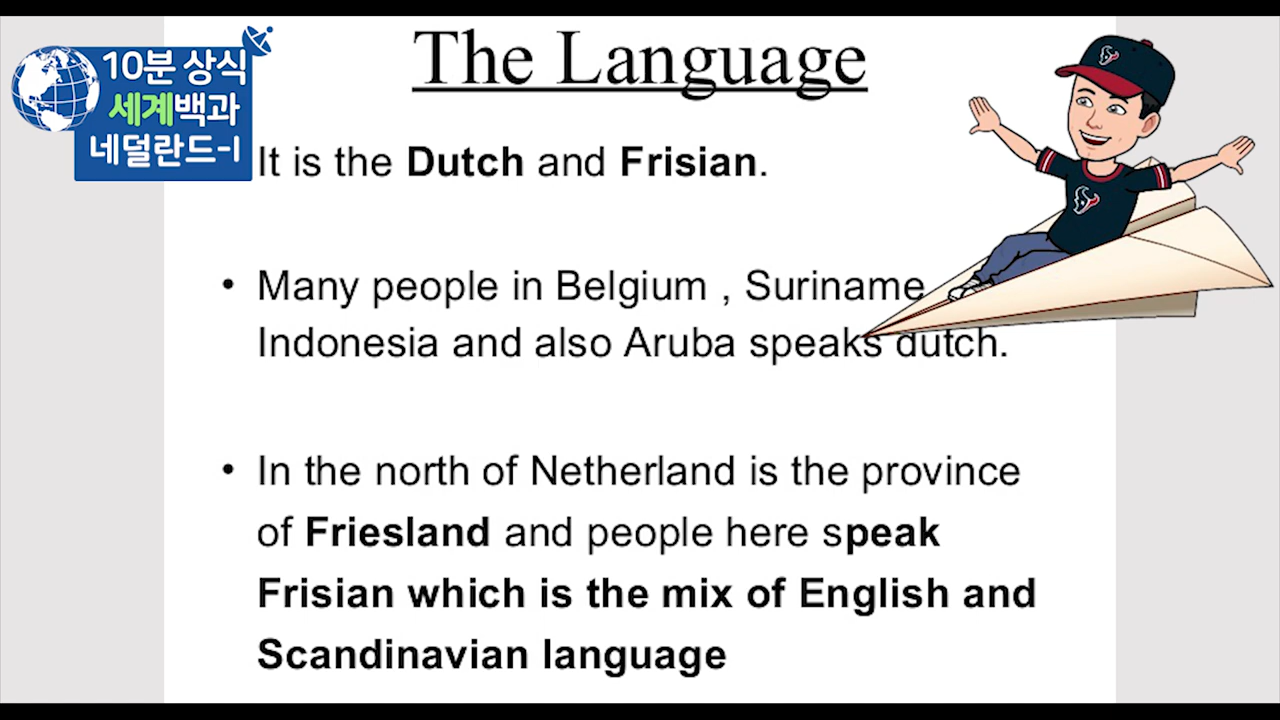 10분 상식
세계백과
네덜란드-I
The Language
It is the Dutch and Frisian.
• Many people in Belgium , Suriname
Indonesia and also Aruba speaks dutch.
• In the north of Netherland is the province
of Friesland and people here speak
Frisian which is the mix of English and
Scandinavian language